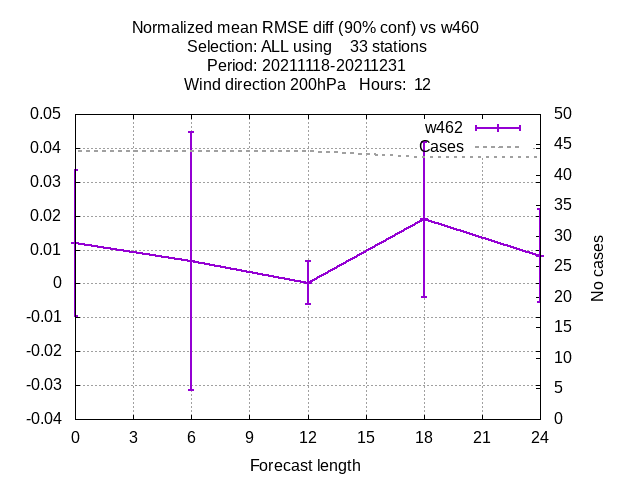 Normalized mean RMSE diff (90% conf) vs w460
Selection: ALL using 33 stations
Period: 20211118-20211231
Wind direction 200hPa Hours: 12
w462
Cases
0.05
0.04
0.03
0.02
0.01
0
-0.01
-0.02
-0.03
-0.04
50
45
40
35
30
25
20
15
10
5
0
No cases
0 3 6 9 12 15 18 21 24
Forecast length